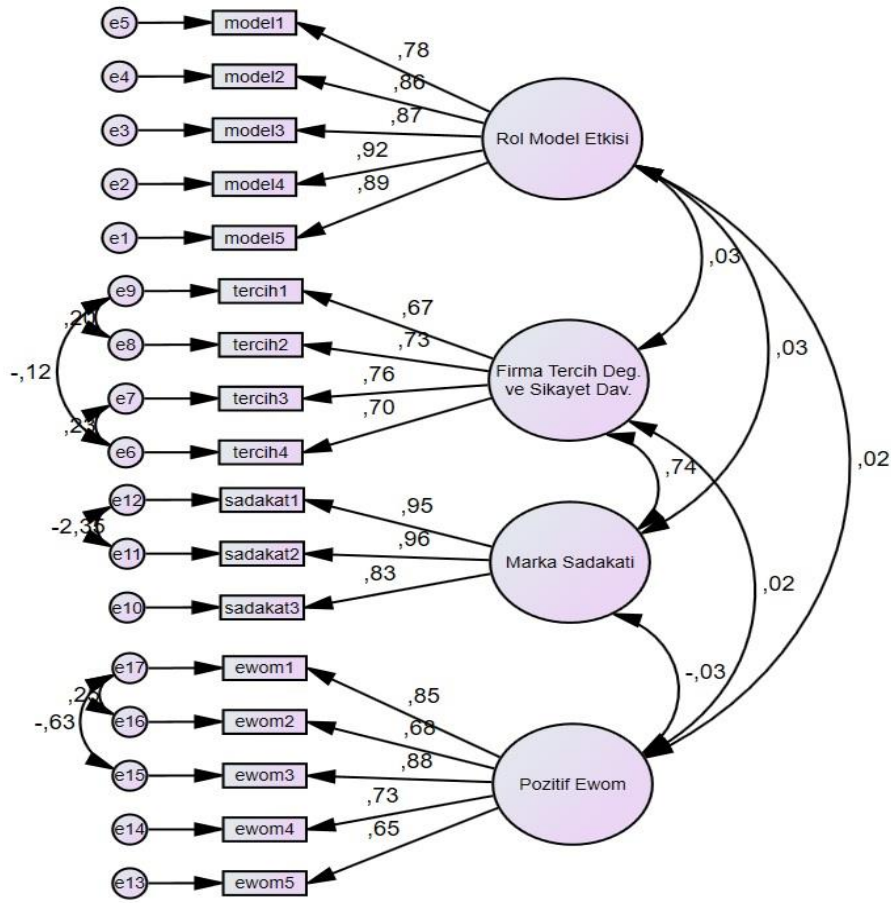 e5 model1
,78
e4 model2
,86
e3 model3
,87
Rol Model Etkisi
e2 model4
,92
e1 model5
,89
e9 tercih1
,67
,03
e8 tercih2
,73
-,12
Firma Tercih Deg.
ve Sikayet Dav.
,03
e7 tercih3
,76
e6 tercih4
,70
,23
,02
,74
e12 sadakat1
,95
-2,35
e11 sadakat2
,96
Marka Sadakati
e10 sadakat3
,83
,02
e17 ewom1
,85
-,03
e16 ewom2
,68
-,63
e15 ewom3
,88
Pozitif Ewom
e14 ewom4
,73
e13 ewom5
,65